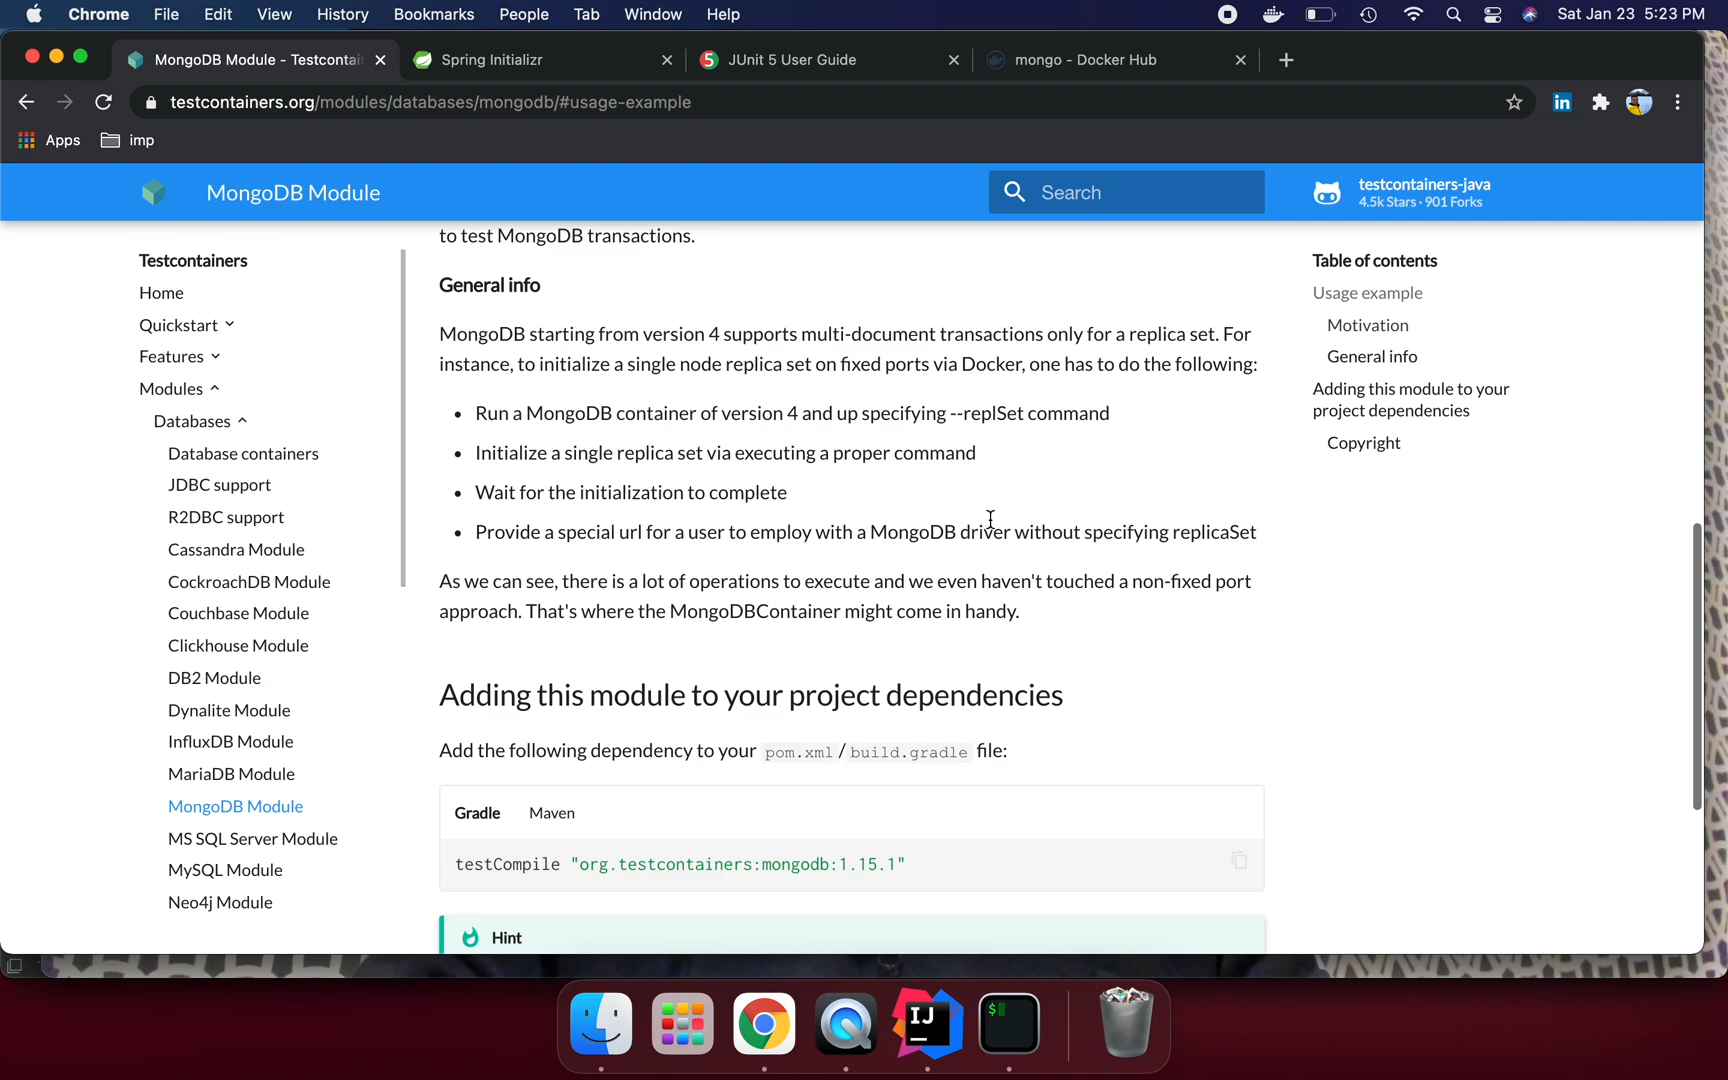 Chrome File Edit View History Bookmarks People Tab Window Help Sat Jan 23 5:23 PM
MongoDB Module - Testcontai Spring Initializr JUnit 5 User Guide mongo - Docker Hub
testcontainers.org/modules/databases/mongodb/#usage-example
Apps imp
MongoDB Module
Search
testcontainers-java
4.5k Stars · 901 Forks
Testcontainers
Home
Quickstart
Features
Modules
Databases
Database containers
JDBC support
R2DBC support
Cassandra Module
CockroachDB Module
Couchbase Module
Clickhouse Module
DB2 Module
Dynalite Module
InfluxDB Module
MariaDB Module
MongoDB Module
MS SQL Server Module
MySQL Module
Neo4j Module
to test MongoDB transactions.
General info
MongoDB starting from version 4 supports multi-document transactions only for a replica set. For
instance, to initialize a single node replica set on fixed ports via Docker, one has to do the following:
• Run a MongoDB container of version 4 and up specifying --replSet command
• Initialize a single replica set via executing a proper command
• Wait for the initialization to complete
• Provide a special url for a user to employ with a MongoDB driver without specifying replicaSet
As we can see, there is a lot of operations to execute and we even haven't touched a non-fixed port
approach. That's where the MongoDBContainer might come in handy.
Adding this module to your project dependencies
Add the following dependency to your pom.xml / build.gradle file:
Gradle Maven
testCompile "org.testcontainers:mongodb:1.15.1"
Hint
Table of contents
Usage example
Motivation
General info
Adding this module to your
project dependencies
Copyright
IJ
$